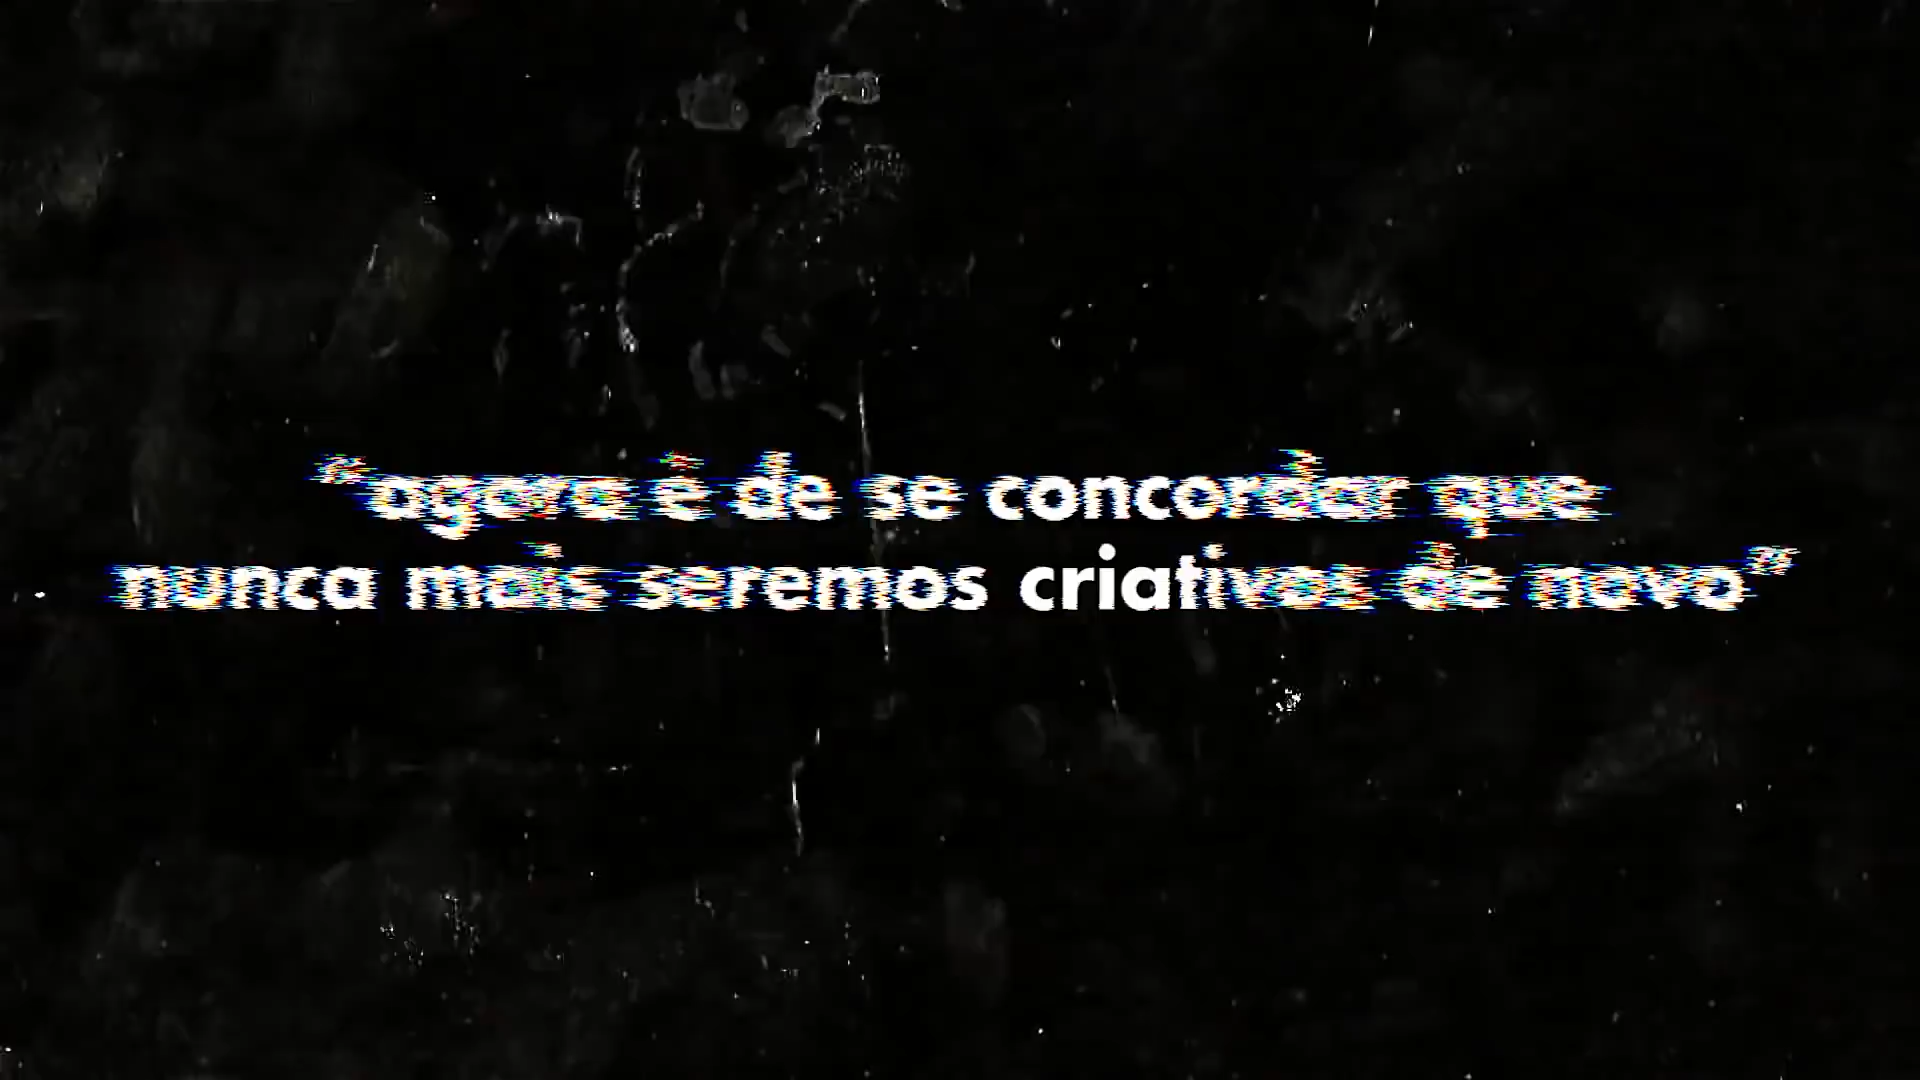 “agora é de se concordar que
nunca mais seremos criativos de novo”